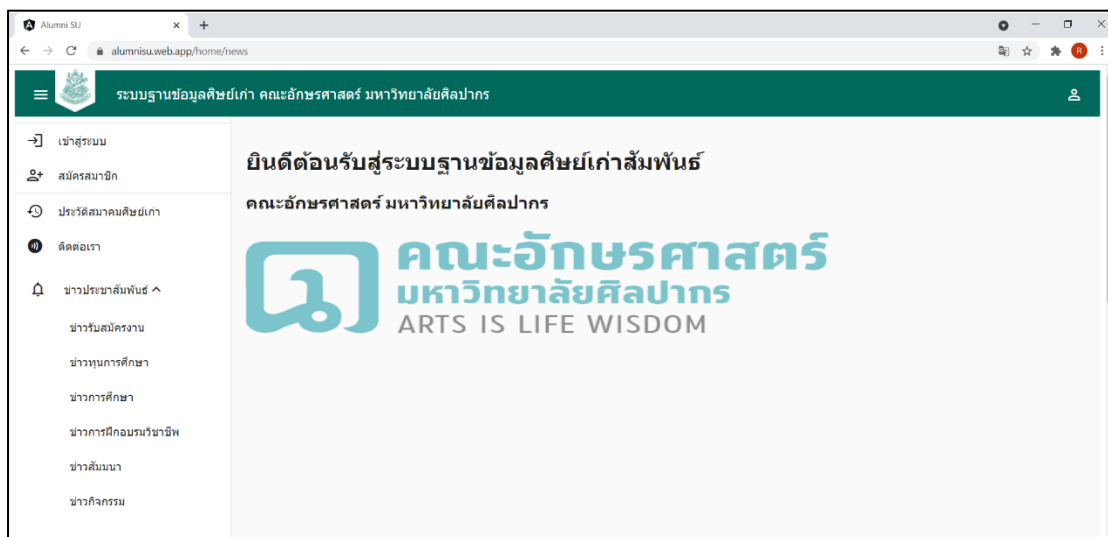 Alumni SU
alumnisu.web.app/home/news
R
ระบบฐานข้อมูลศิษย์เก่า คณะอักษรศาสตร์ มหาวิทยาลัยศิลปากร
เข้าสู่ระบบ
สมัครสมาชิก
ประวัติสมาคมศิษย์เก่า
ติดต่อเรา
ข่าวประชาสัมพันธ์
ข่าวรับสมัครงาน
ข่าวทุนการศึกษา
ข่าวการศึกษา
ข่าวการฝึกอบรมวิชาชีพ
ข่าวสัมมนา
ข่าวกิจกรรม
ยินดีต้อนรับสู่ระบบฐานข้อมูลศิษย์เก่าสัมพันธ์
คณะอักษรศาสตร์ มหาวิทยาลัยศิลปากร
คณะอักษรศาสตร์
มหาวิทยาลัยศิลปากร
ARTS IS LIFE WISDOM